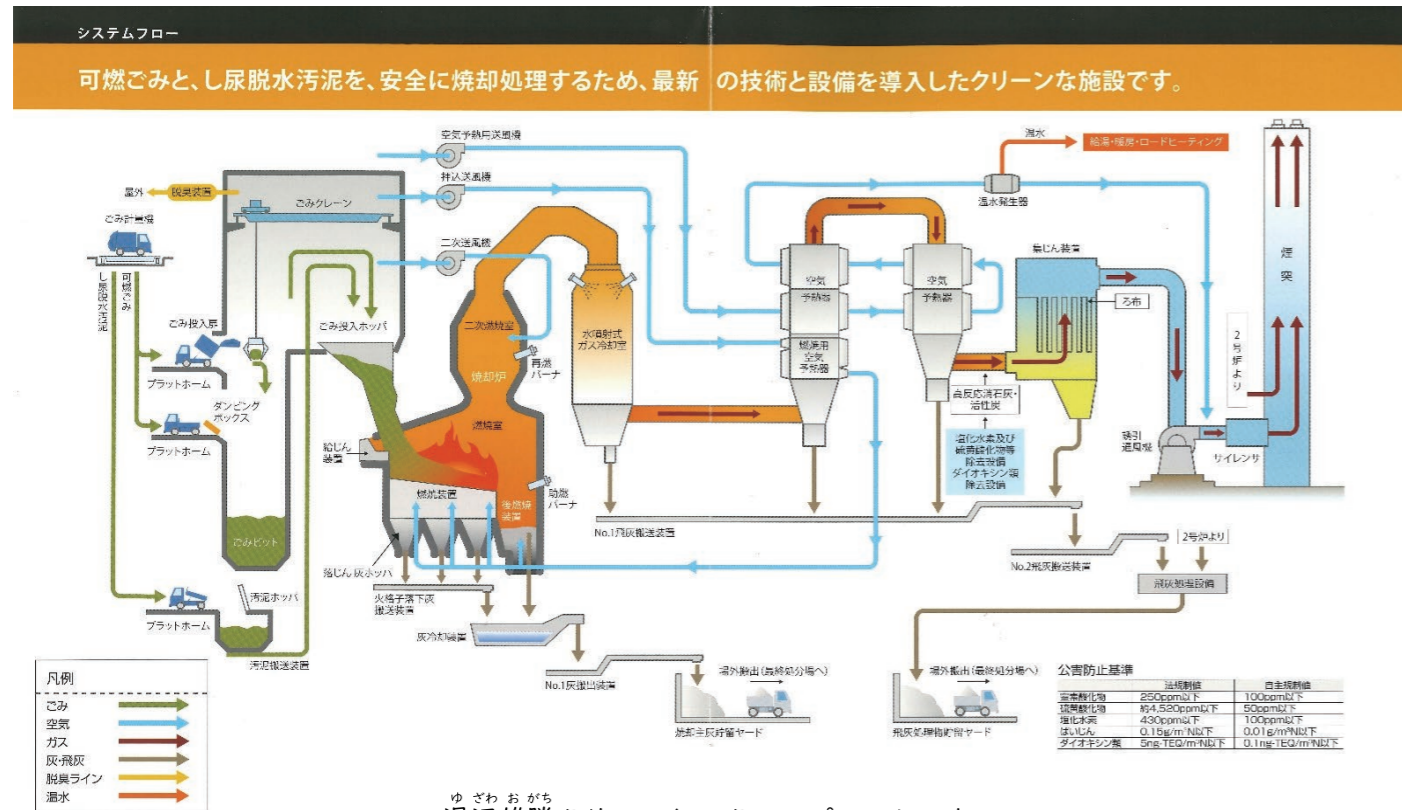 システムフロー
可燃ごみと、し尿脱水汚泥を、安全に焼却処理するため、最新の技術と設備を導入したクリーンな施設です。
空気予熱用送風機
押込送風機
二次送風機
屋外
脱臭装置
ごみクレーン
ごみ計量機
し尿脱水汚泥
可燃ごみ
ごみ投入扉
プラットホーム
ダンピング
ボックス
プラットホーム
ごみピット
汚泥ホッパ
プラットホーム
汚泥搬送装置
ごみ投入ホッパ
二次燃焼室
焼却炉
再燃
バーナ
燃焼室
給じん
装置
燃焼装置
後燃焼
装置
助燃
バーナ
落じん灰ホッパ
火格子落下灰
搬送装置
灰冷却装置
No.1灰搬出装置
場外搬出(最終処分場へ)
焼却主灰貯留ヤード
水噴射式
ガス冷却室
空気
予熱器
燃焼用
空気
予熱器
空気
予熱器
温水
給湯・暖房・ロードヒーティング
温水発生器
集じん装置
ろ布
高反応消石灰・
活性炭
塩化水素及び
硫黄酸化物等
除去設備
ダイオキシン類
除去設備
誘引
通風機
サイレンサ
2号炉より
煙突
No.1飛灰搬送装置
No.2飛灰搬送装置
2号炉より
飛灰処理設備
場外搬出(最終処分場へ)
飛灰処理物貯留ヤード
凡例
ごみ
空気
ガス
灰・飛灰
脱臭ライン
温水
公害防止基準
法規制値 自主規制値
窒素酸化物 250ppm以下 100ppm以下
硫黄酸化物 約4,520ppm以下 50ppm以下
塩化水素 430ppm以下 100ppm以下
ばいじん 0.15g/m³N以下 0.01g/m³N以下
ダイオキシン類 5ng-TEQ/m³N以下 0.1ng-TEQ/m³N以下
ゆざわおがち